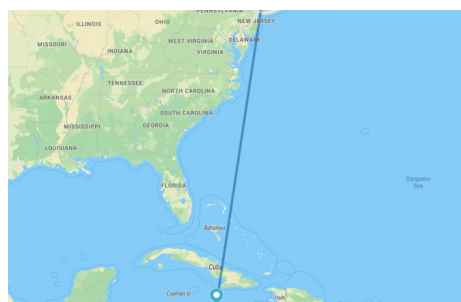 PENNSYLVANIA
OHIO
NEW JERSEY
ILLINOIS
INDIANA
WEST VIRGINIA
DELAWARE
MISSOURI
VIRGINIA
TENNESSEE
NORTH CAROLINA
ARKANSAS
SOUTH CAROLINA
MISSISSIPPI
GEORGIA
LOUISIANA
Sargasso
Sea
FLORIDA
Bahamas
Cuba
Cayman Is.
Haiti